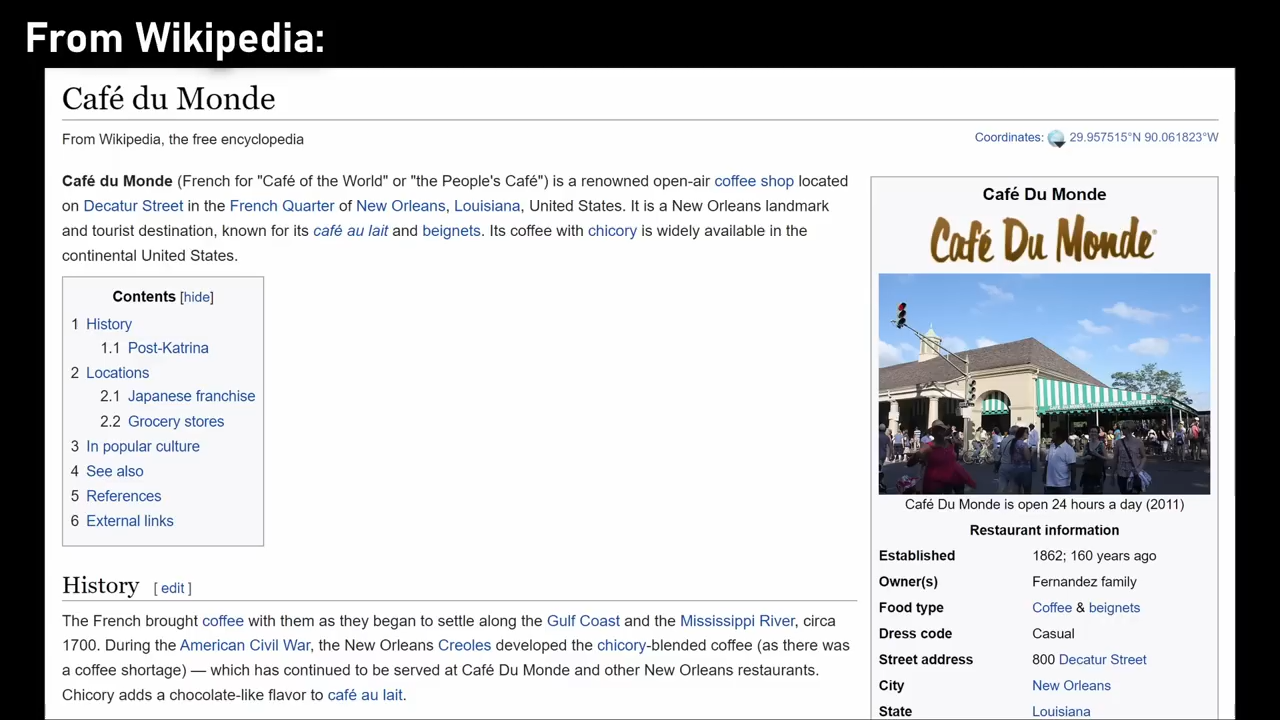 From Wikipedia:
Café du Monde
From Wikipedia, the free encyclopedia
Coordinates: 29.957515°N 90.061823°W
Café du Monde (French for "Café of the World" or "the People's Café") is a renowned open-air coffee shop located
on Decatur Street in the French Quarter of New Orleans, Louisiana, United States. It is a New Orleans landmark
and tourist destination, known for its café au lait and beignets. Its coffee with chicory is widely available in the
continental United States.
Contents [hide]
1 History
1.1 Post-Katrina
2 Locations
2.1 Japanese franchise
2.2 Grocery stores
3 In popular culture
4 See also
5 References
6 External links
History [ edit ]
The French brought coffee with them as they began to settle along the Gulf Coast and the Mississippi River, circa
1700. During the American Civil War, the New Orleans Creoles developed the chicory-blended coffee (as there was
a coffee shortage) — which has continued to be served at Café Du Monde and other New Orleans restaurants.
Chicory adds a chocolate-like flavor to café au lait.
Café Du Monde
Café Du Monde
Café Du Monde is open 24 hours a day (2011)
Restaurant information
Established 1862; 160 years ago
Owner(s) Fernandez family
Food type Coffee & beignets
Dress code Casual
Street address 800 Decatur Street
City New Orleans
State Louisiana